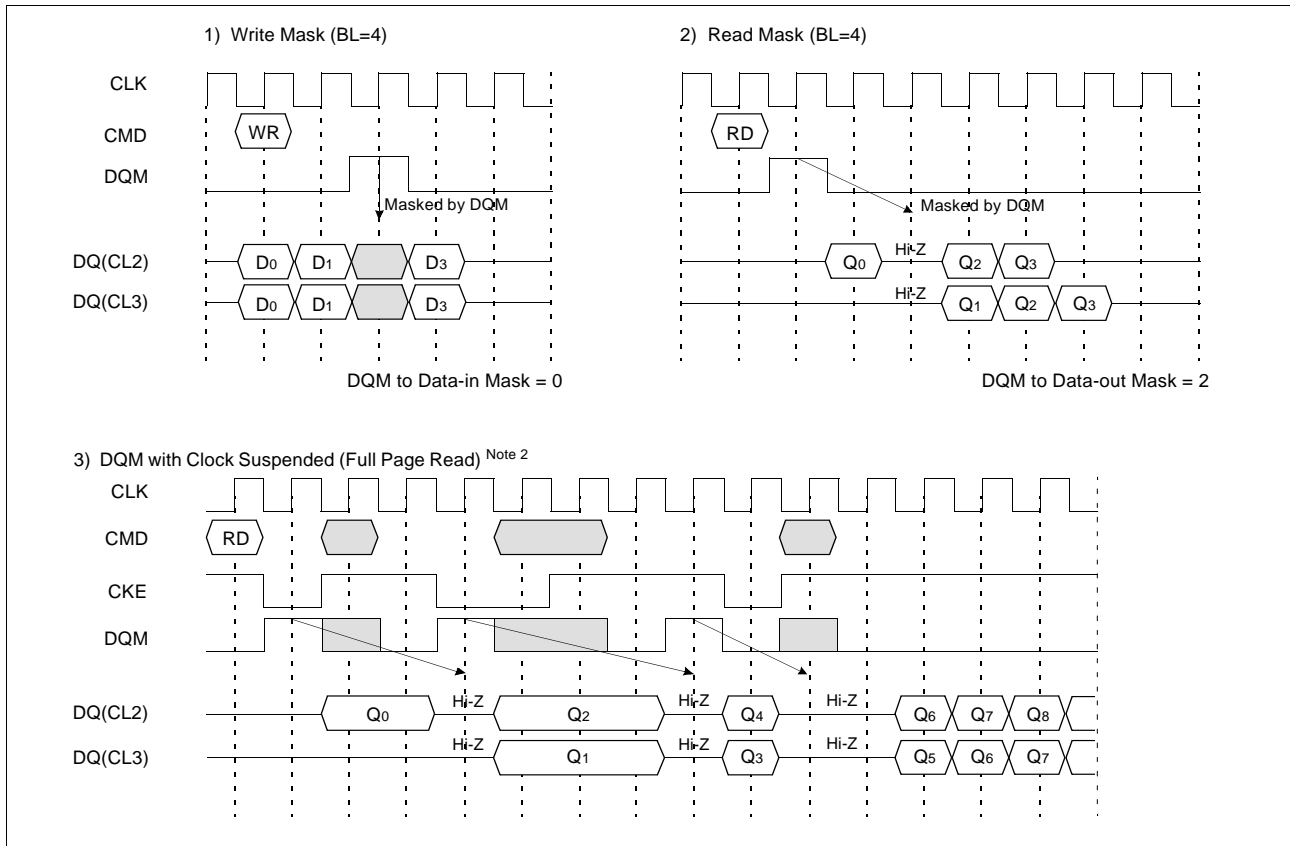 1) Write Mask (BL=4)
2) Read Mask (BL=4)
CLK
CMD WR RD
DQM
Masked by DQM Masked by DQM
Hi-Z
DQ(CL2) D0 D1 D3 Q0 Q2 Q3
Hi-Z
DQ(CL3) D0 D1 D3 Q1 Q2 Q3
DQM to Data-in Mask = 0 DQM to Data-out Mask = 2
3) DQM with Clock Suspended (Full Page Read) Note 2
CLK
CMD RD
CKE
DQM
Hi-Z Hi-Z Hi-Z
DQ(CL2) Q0 Q2 Q4 Q6 Q7 Q8
Hi-Z Hi-Z Hi-Z
DQ(CL3) Q1 Q3 Q5 Q6 Q7